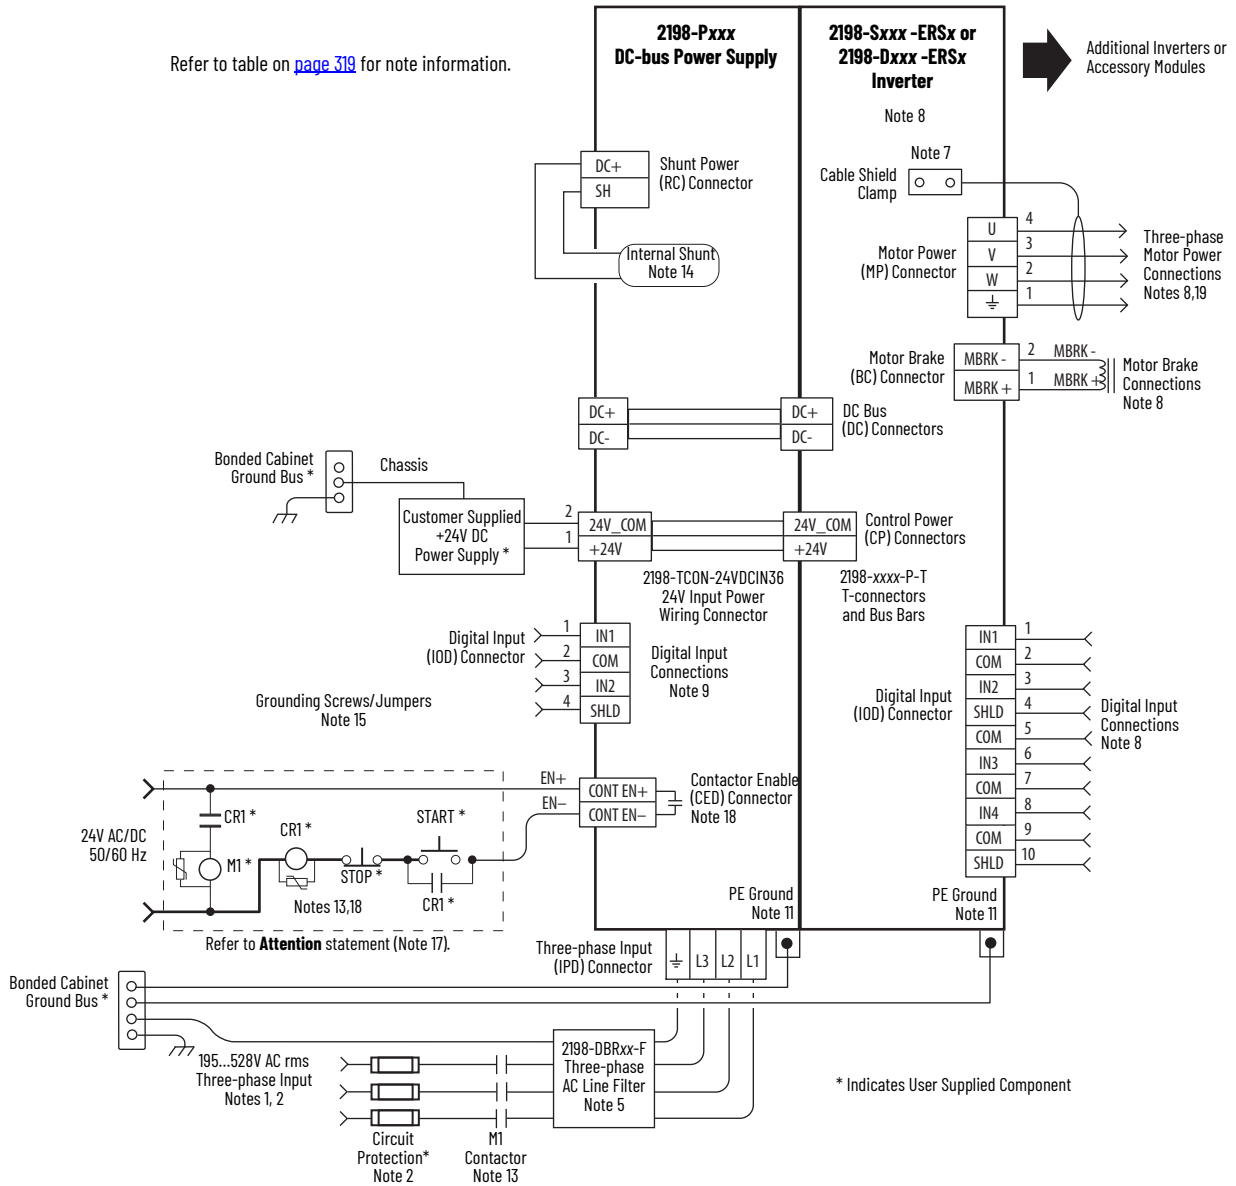 Refer to table on page 319 for note information.
2198-Pxxx
DC-bus Power Supply
2198-Sxxx -ERSx or
2198-Dxxx -ERSx
Inverter
Note 8
Additional Inverters or
Accessory Modules
DC+
SH
Shunt Power
(RC) Connector
Internal Shunt
Note 14
Note 7
Cable Shield
Clamp
Motor Power
(MP) Connector
U
V
W
4
3
2
1
Three-phase
Motor Power
Connections
Notes 8,19
Motor Brake
(BC) Connector
MBRK -
MBRK +
2
1
MBRK -
MBRK +
Motor Brake
Connections
Note 8
DC+
DC-
DC+
DC-
DC Bus
(DC) Connectors
Bonded Cabinet
Ground Bus *
Chassis
Customer Supplied
+24V DC
Power Supply *
2
1
24V_COM
+24V
24V_COM
+24V
Control Power
(CP) Connectors
2198-TCON-24VDCIN36
24V Input Power
Wiring Connector
2198-xxxx-P-T
T-connectors
and Bus Bars
Digital Input
(IOD) Connector
1
2
3
4
IN1
COM
IN2
SHLD
Digital Input
Connections
Note 9
Grounding Screws/Jumpers
Note 15
Digital Input
(IOD) Connector
IN1
COM
IN2
SHLD
COM
IN3
COM
IN4
COM
SHLD
1
2
3
4
5
6
7
8
9
10
Digital Input
Connections
Note 8
EN+
EN–
CONT EN+
CONT EN–
Contactor Enable
(CED) Connector
Note 18
24V AC/DC
50/60 Hz
CR1 *
M1 *
CR1 *
STOP *
START *
CR1 *
Notes 13,18
Refer to Attention statement (Note 17).
PE Ground
Note 11
PE Ground
Note 11
Three-phase Input
(IPD) Connector
L3
L2
L1
Bonded Cabinet
Ground Bus *
195...528V AC rms
Three-phase Input
Notes 1, 2
2198-DBRxx-F
Three-phase
AC Line Filter
Note 5
Circuit
Protection*
Note 2
M1
Contactor
Note 13
* Indicates User Supplied Component